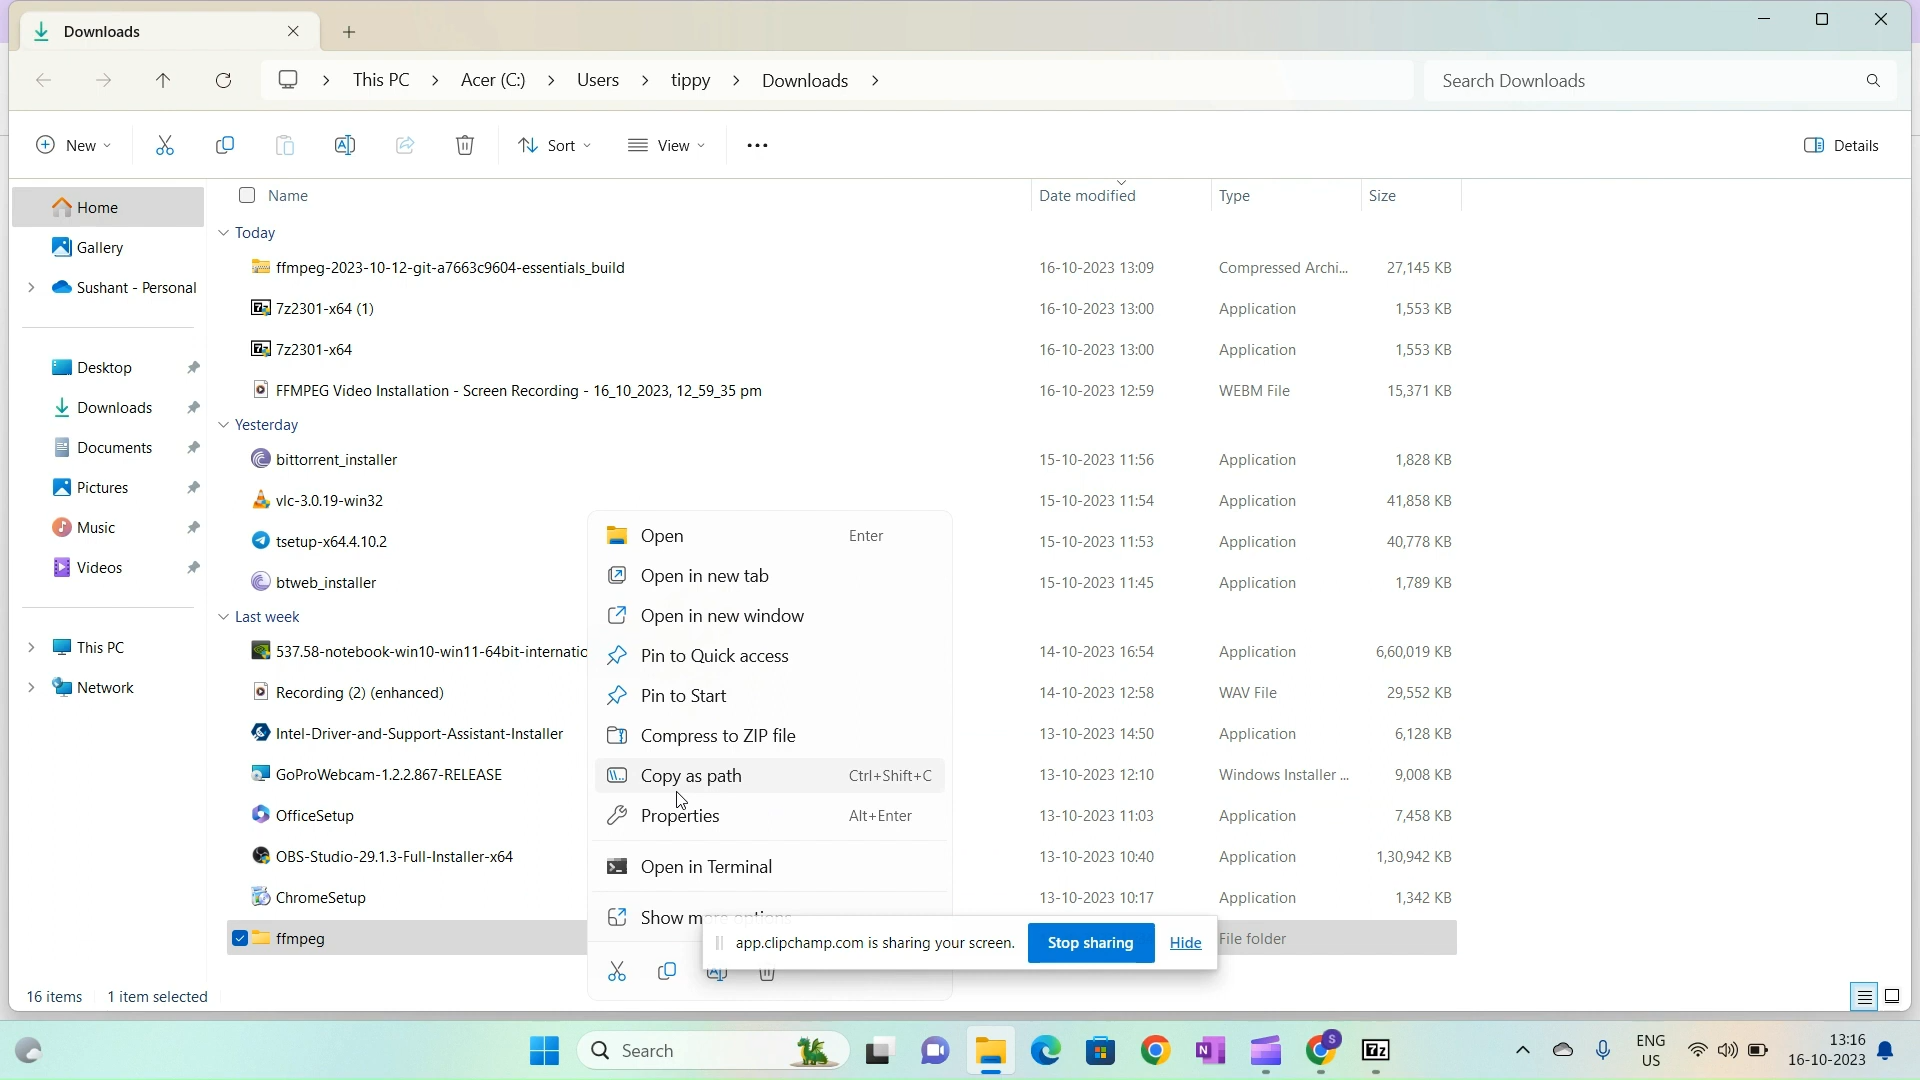 Downloads
This PC > Acer (C:) > Users > tippy > Downloads >
Search Downloads
New
Sort
View
Details
Name
Date modified
Type
Size
Home
Gallery
Sushant - Personal
Desktop
Downloads
Documents
Pictures
Music
Videos
This PC
Network
Today
ffmpeg-2023-10-12-git-a7663c9604-essentials_build 16-10-2023 13:09 Compressed Archi... 27,145 KB
7z2301-x64 (1) 16-10-2023 13:00 Application 1,553 KB
7z2301-x64 16-10-2023 13:00 Application 1,553 KB
FFMPEG Video Installation - Screen Recording - 16_10_2023, 12_59_35 pm 16-10-2023 12:59 WEBM File 15,371 KB
Yesterday
bittorrent_installer 15-10-2023 11:56 Application 1,828 KB
vlc-3.0.19-win32 15-10-2023 11:54 Application 41,858 KB
tsetup-x64.4.10.2 15-10-2023 11:53 Application 40,778 KB
btweb_installer 15-10-2023 11:45 Application 1,789 KB
Last week
537.58-notebook-win10-win11-64bit-internatio 14-10-2023 16:54 Application 6,60,019 KB
Recording (2) (enhanced) 14-10-2023 12:58 WAV File 29,552 KB
Intel-Driver-and-Support-Assistant-Installer 13-10-2023 14:50 Application 6,128 KB
GoProWebcam-1.2.2.867-RELEASE 13-10-2023 12:10 Windows Installer ... 9,008 KB
OfficeSetup 13-10-2023 11:03 Application 7,458 KB
OBS-Studio-29.1.3-Full-Installer-x64 13-10-2023 10:40 Application 1,30,942 KB
ChromeSetup 13-10-2023 10:17 Application 1,342 KB
ffmpeg File folder
Open Enter
Open in new tab
Open in new window
Pin to Quick access
Pin to Start
Compress to ZIP file
Copy as path Ctrl+Shift+C
Properties Alt+Enter
Open in Terminal
Show more options
app.clipchamp.com is sharing your screen. Stop sharing Hide
16 items 1 item selected
Search
ENG
US
13:16
16-10-2023